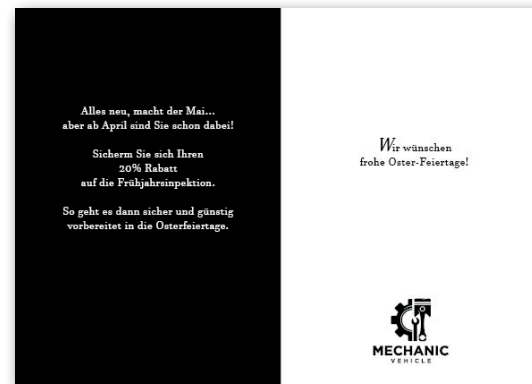 Alles neu, macht der Mai...
aber ab April sind Sie schon dabei!
Sicherm Sie sich Ihren
20% Rabatt
auf die Frühjahrsinpektion.
So geht es dann sicher und günstig
vorbereitet in die Osterfeiertage.
Wir wünschen
frohe Oster-Feiertage!
MECHANIC
VEHICLE